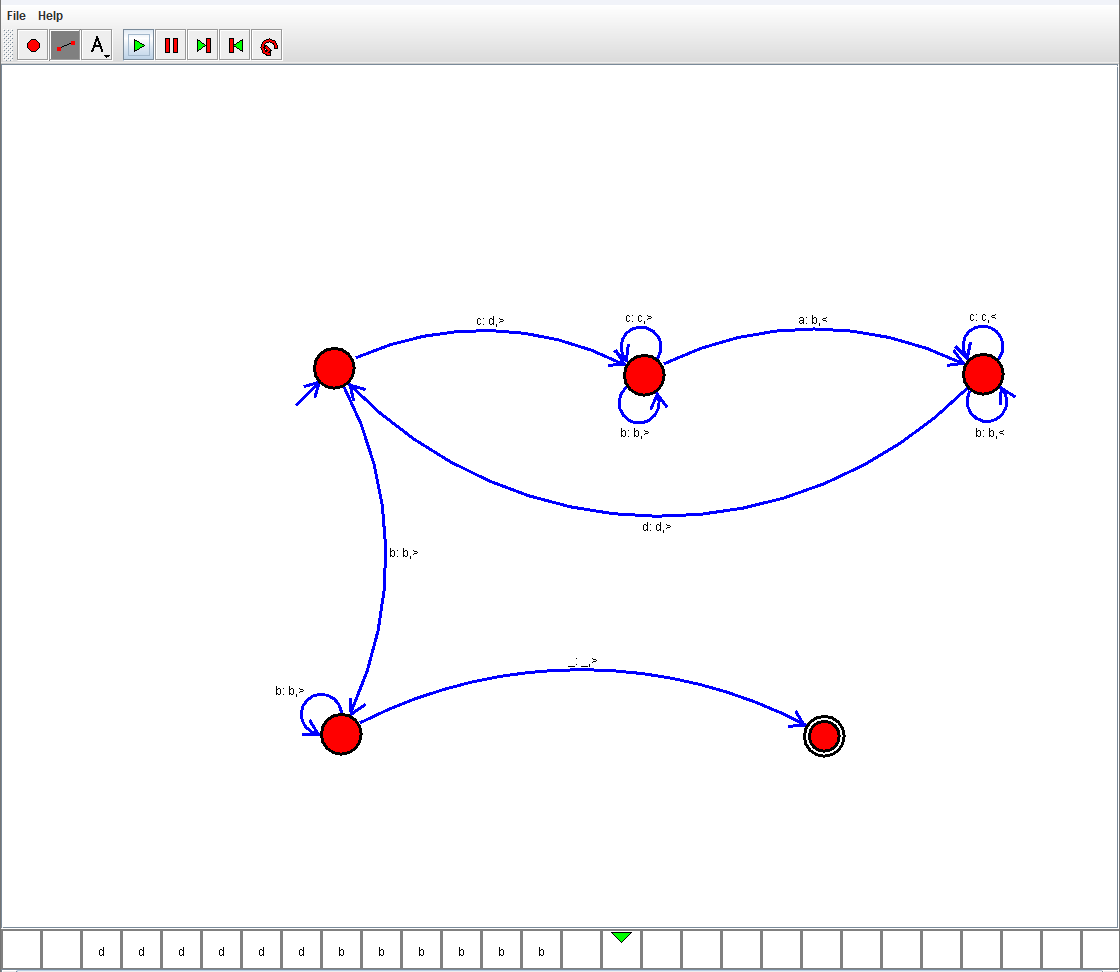 File Help
A
c: d,>
c: c,>
a: b,<
c: c,<
b: b,>
b: b,<
d: d,>
b: b,>
_: _,>
b: b,>
d d d d d d b b b b b b